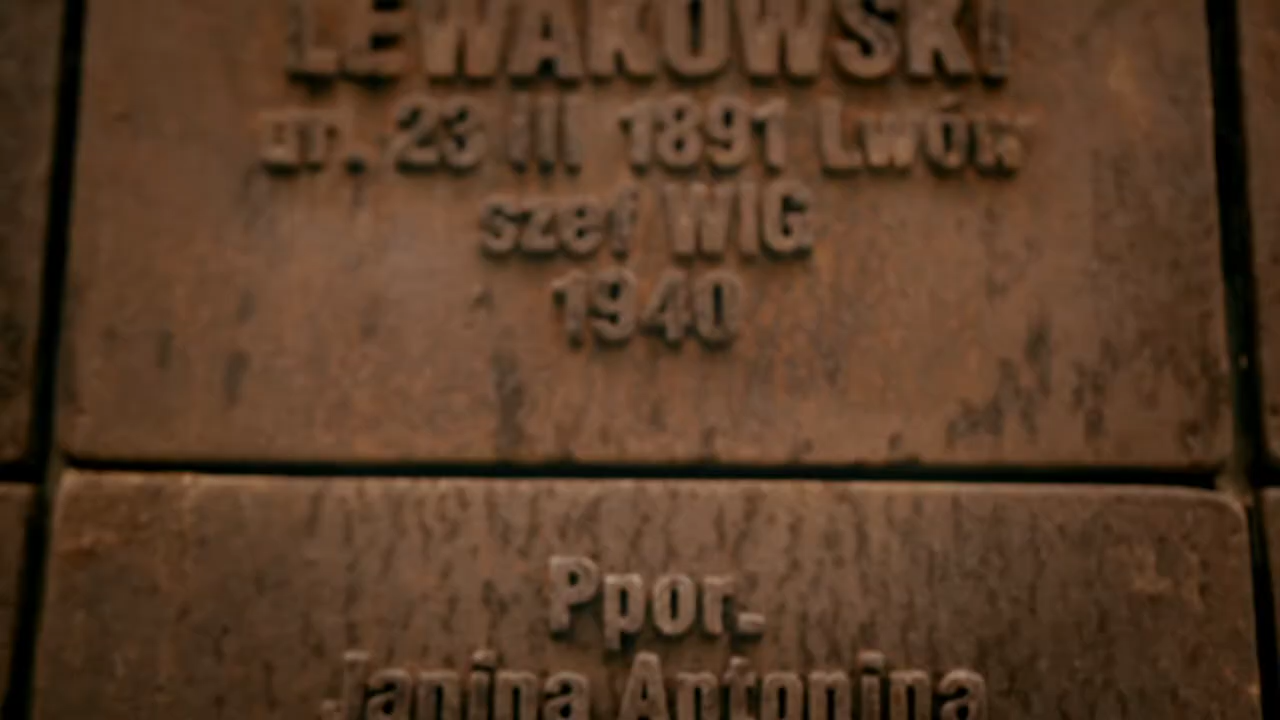 LEWAKOWSKI
ur. 23 III 1891 Lwów
szef WIG
1940
Ppor.
Janina Antonina